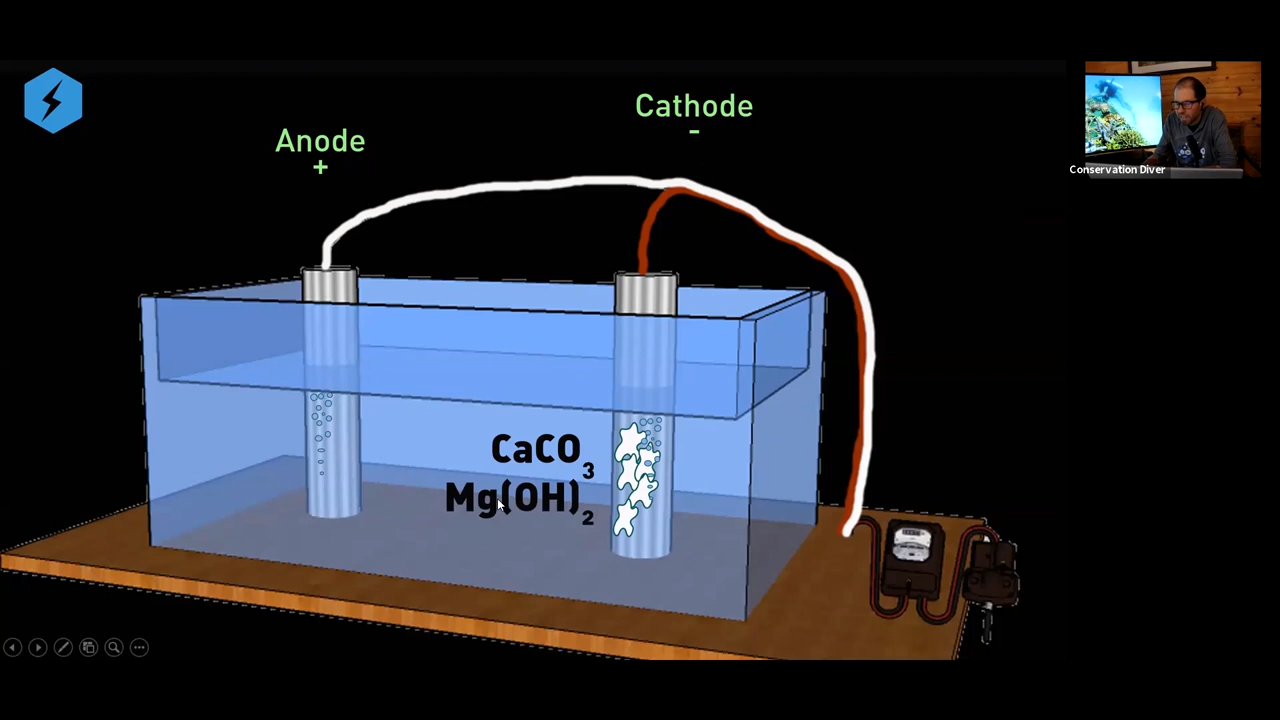 Cathode
-
Anode
+
Conservation Diver
CaCO3
Mg(OH)2